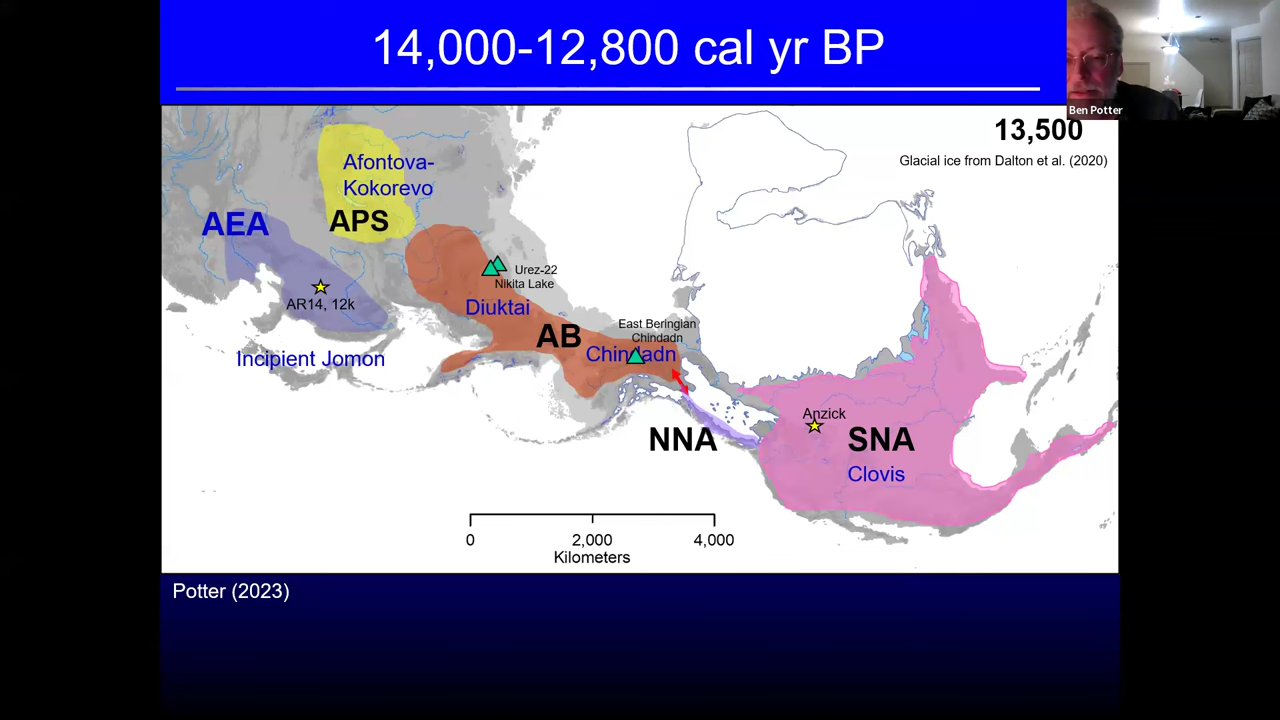 14,000-12,800 cal yr BP
Ben Potter
13,500
Glacial ice from Dalton et al. (2020)
Afontova-
Kokorevo
AEA
APS
Urez-22
Nikita Lake
AR14, 12k
Diuktai
East Beringian
Chindadn
AB
Chindadn
Incipient Jomon
Anzick
NNA
SNA
Clovis
0
2,000
4,000
Kilometers
Potter (2023)